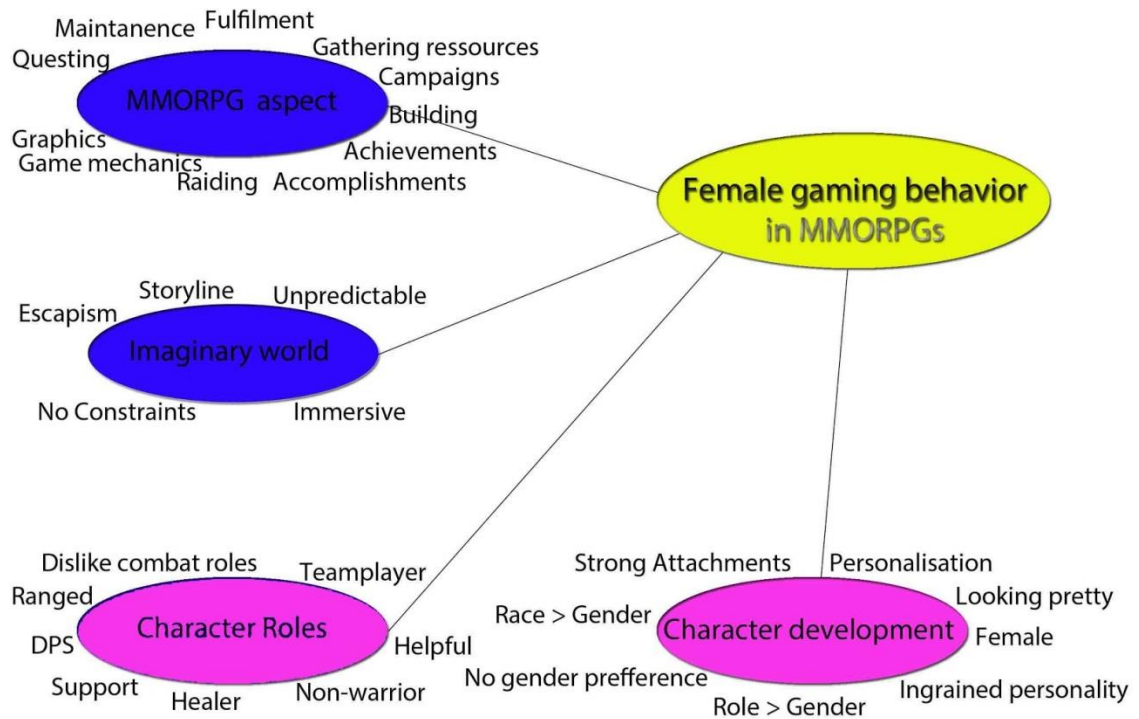 Maintanence
Fulfilment
Questing
Gathering ressources
Campaigns
MMORPG aspect
Building
Graphics
Game mechanics
Achievements
Raiding
Accomplishments
Female gaming behavior
in MMORPGs
Storyline
Unpredictable
Escapism
Imaginary world
No Constraints
Immersive
Dislike combat roles
Teamplayer
Ranged
Character Roles
DPS
Helpful
Support
Healer
Non-warrior
Strong Attachments
Personalisation
Looking pretty
Race > Gender
Character development
Female
No gender prefference
Role > Gender
Ingrained personality